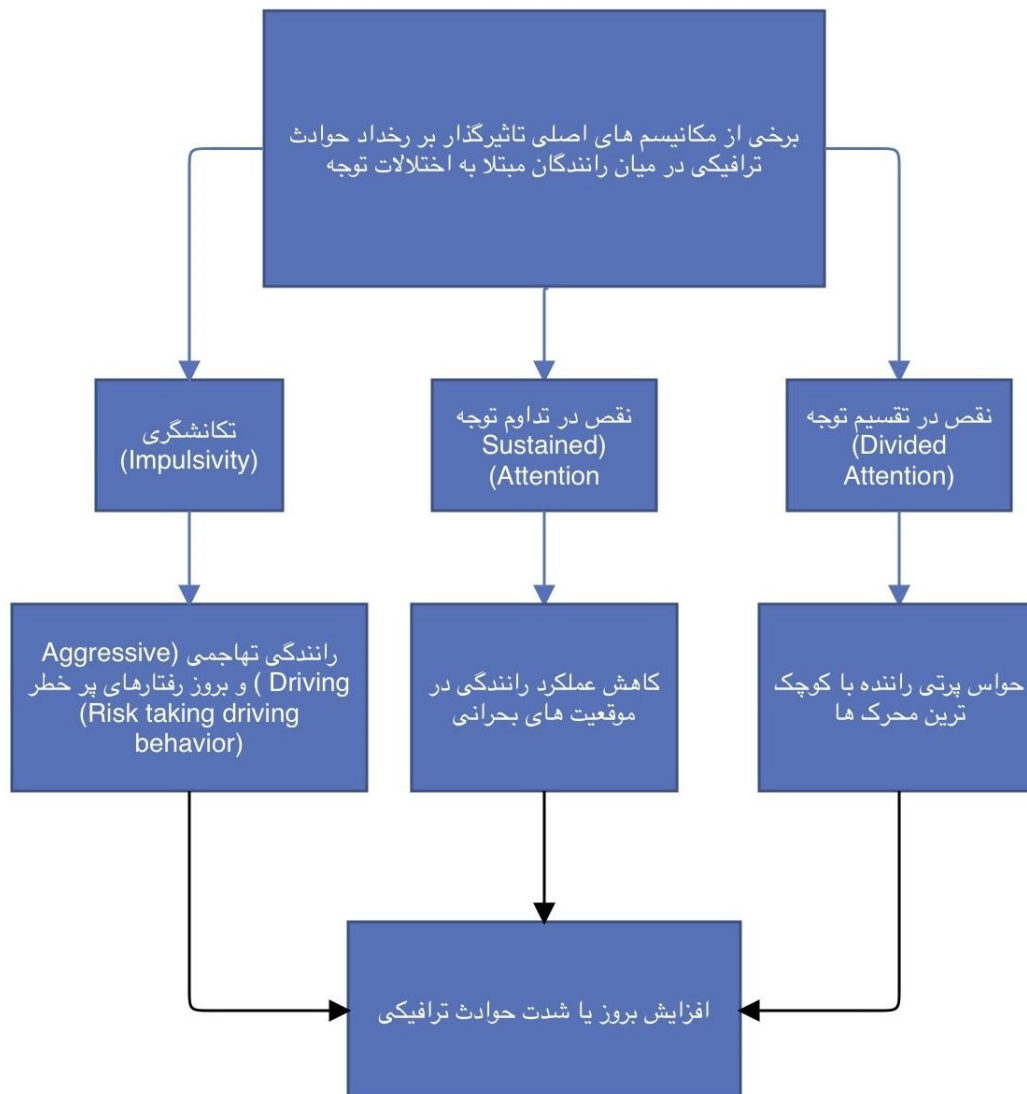 برخی از مکانیسم های اصلی تاثیرگذار بر رخداد حوادث
ترافیکی در میان رانندگان مبتلا به اختلالات توجه
نقص در تقسیم توجه
(Divided
Attention)
نقص در تداوم توجه
Sustained)
(Attention
تکانشگری
(Impulsivity)
حواس پرتی راننده با کوچک
ترین محرک ها
کاهش عملکرد رانندگی در
موقعیت های بحرانی
رانندگی تهاجمی (Aggressive
Driving ) و بروز رفتارهای پر خطر
(Risk taking driving
behavior)
افزایش بروز یا شدت حوادث ترافیکی